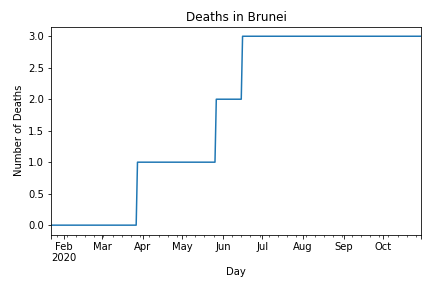 Deaths in Brunei
Number of Deaths
3.0
2.5
2.0
1.5
1.0
0.5
0.0
Feb Mar Apr May Jun Jul Aug Sep Oct
2020
Day